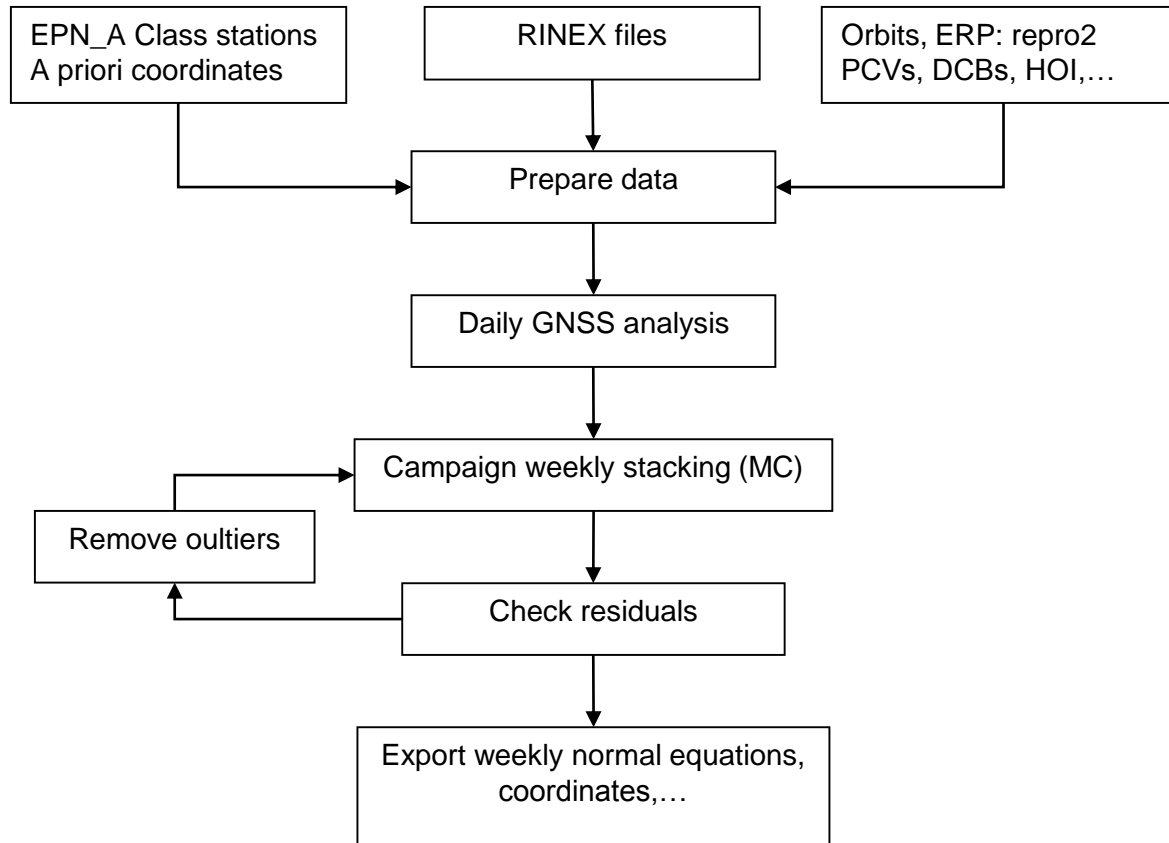 EPN_A Class stations
A priori coordinates
RINEX files
Orbits, ERP: repro2
PCVs, DCBs, HOI,…
Prepare data
Daily GNSS analysis
Campaign weekly stacking (MC)
Remove oultiers
Check residuals
Export weekly normal equations,
coordinates,…